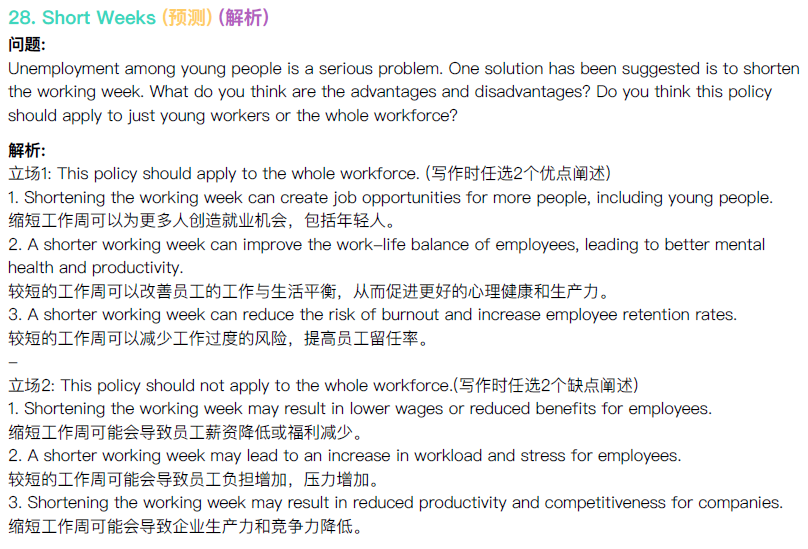 28. Short Weeks (预测) (解析)
问题:
Unemployment among young people is a serious problem. One solution has been suggested is to shorten
the working week. What do you think are the advantages and disadvantages? Do you think this policy
should apply to just young workers or the whole workforce?
解析:
立场1: This policy should apply to the whole workforce. (写作时任选2个优点阐述)
1. Shortening the working week can create job opportunities for more people, including young people.
缩短工作周可以为更多人创造就业机会，包括年轻人。
2. A shorter working week can improve the work–life balance of employees, leading to better mental
health and productivity.
较短的工作周可以改善员工的工作与生活平衡，从而促进更好的心理健康和生产力。
3. A shorter working week can reduce the risk of burnout and increase employee retention rates.
较短的工作周可以减少工作过度的风险，提高员工留任率。
–
立场2: This policy should not apply to the whole workforce.(写作时任选2个缺点阐述)
1. Shortening the working week may result in lower wages or reduced benefits for employees.
缩短工作周可能会导致员工薪资降低或福利减少。
2. A shorter working week may lead to an increase in workload and stress for employees.
较短的工作周可能会导致员工负担增加，压力增加。
3. Shortening the working week may result in reduced productivity and competitiveness for companies.
缩短工作周可能会导致企业生产力和竞争力降低。